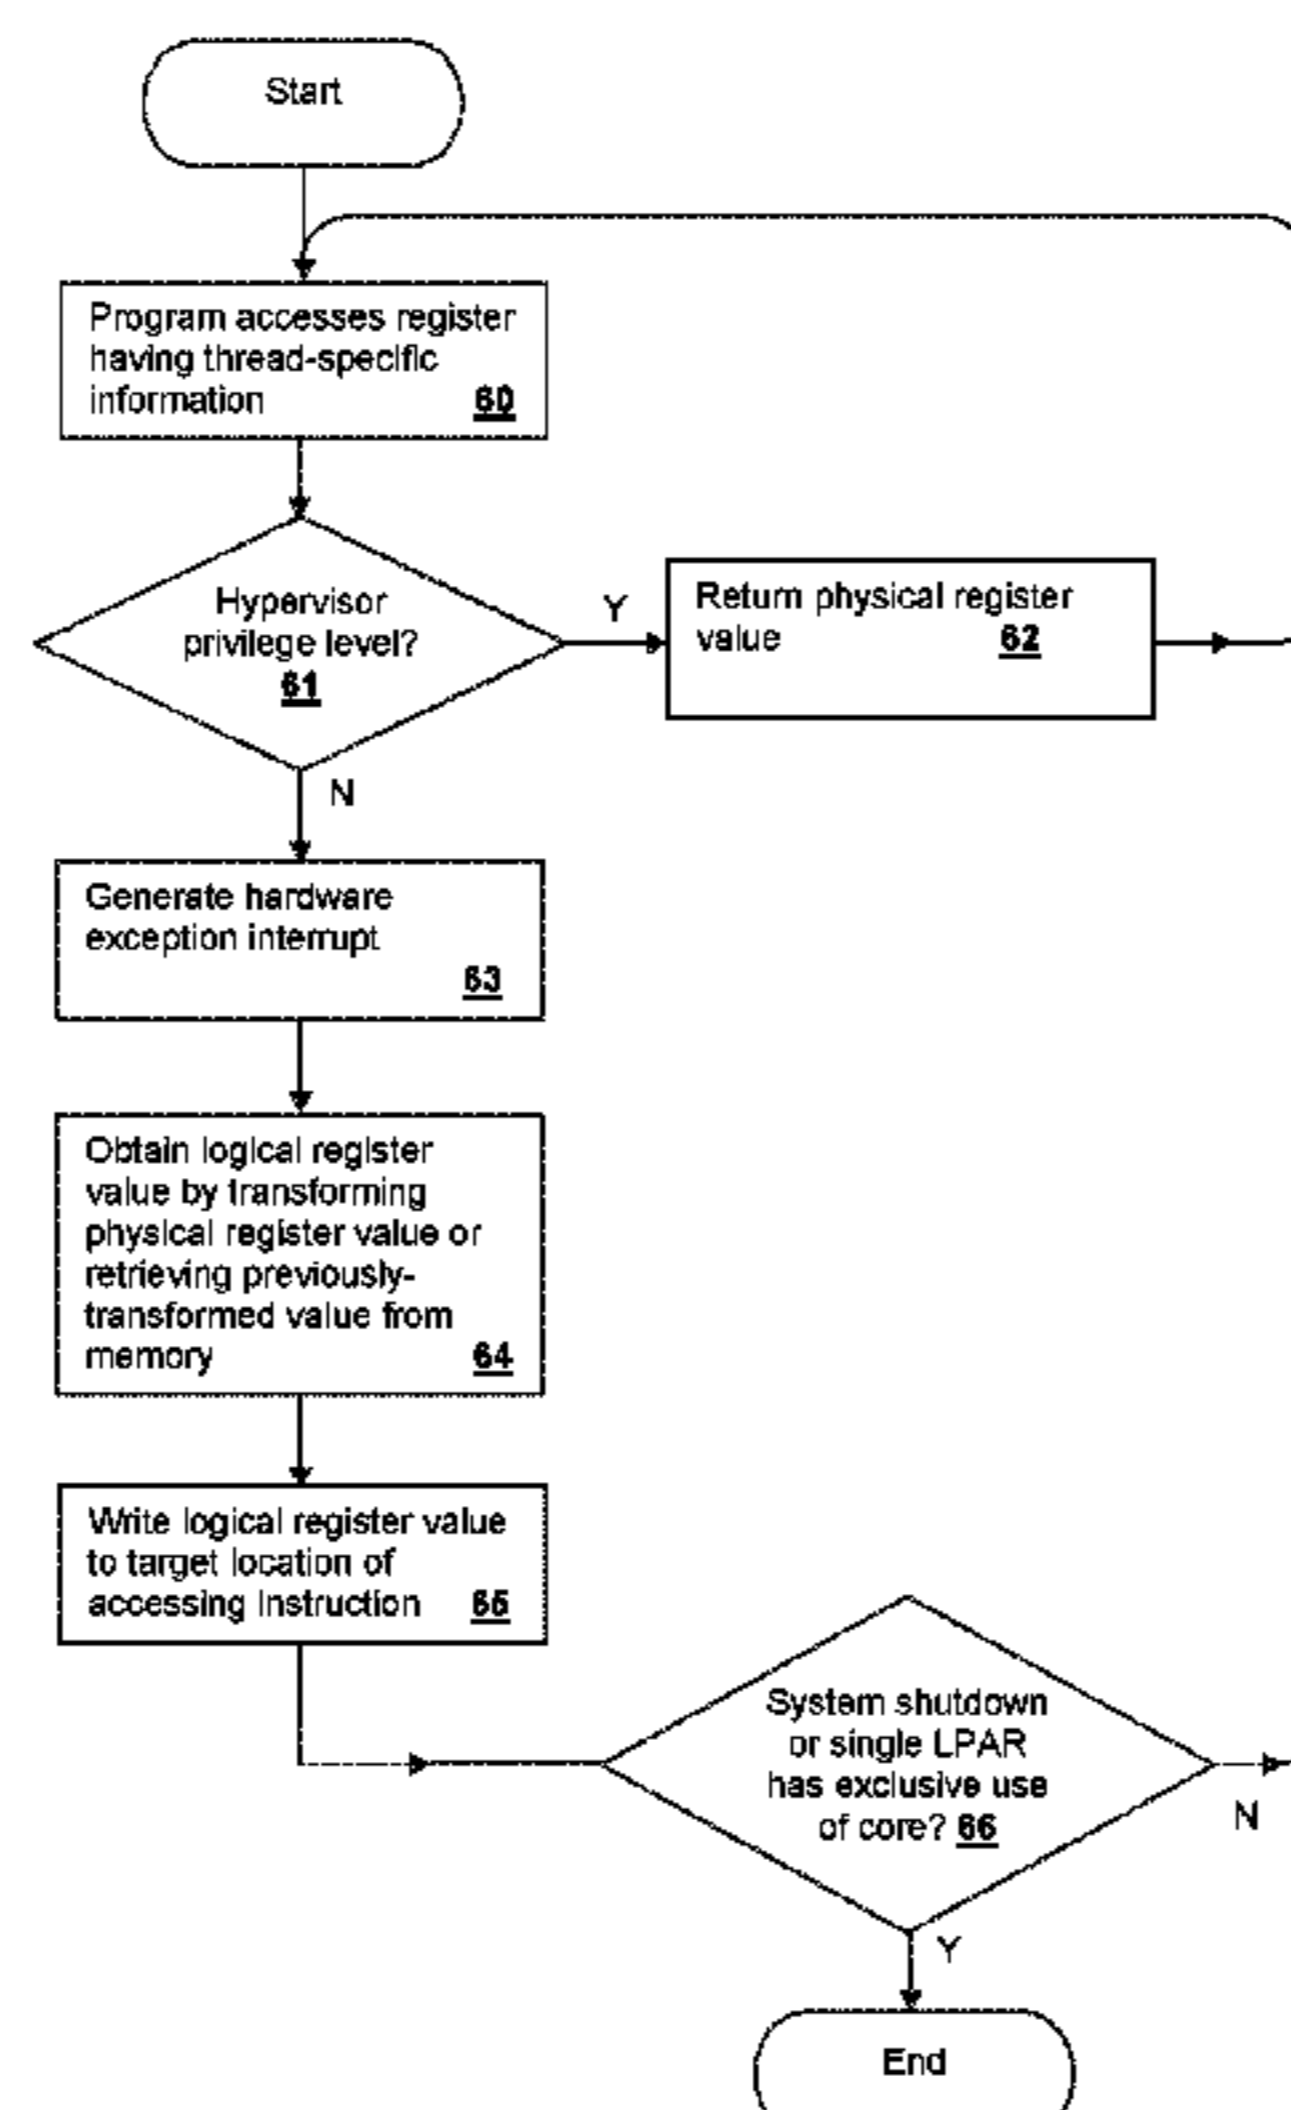 Start
Program accesses register
having thread-specific
information 60
Hypervisor
privilege level?
61
Y
Return physical register
value 62
N
Generate hardware
exception interrupt
63
Obtain logical register
value by transforming
physical register value or
retrieving previously-
transformed value from
memory 64
Write logical register value
to target location of
accessing Instruction 65
System shutdown
or single LPAR
has exclusive use
of core? 66
N
Y
End